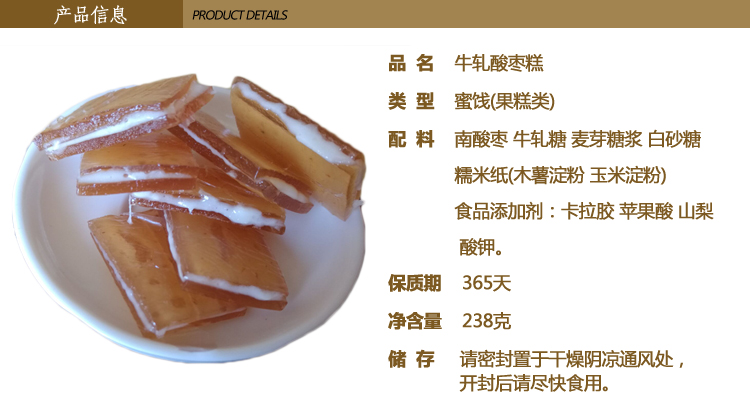 产品信息 PRODUCT DETAILS
品 名 牛轧酸枣糕
类 型 蜜饯(果糕类)
配 料 南酸枣 牛轧糖 麦芽糖浆 白砂糖
糯米纸(木薯淀粉 玉米淀粉)
食品添加剂：卡拉胶 苹果酸 山梨
酸钾。
保质期 365天
净含量 238克
储 存 请密封置于干燥阴凉通风处，
开封后请尽快食用。